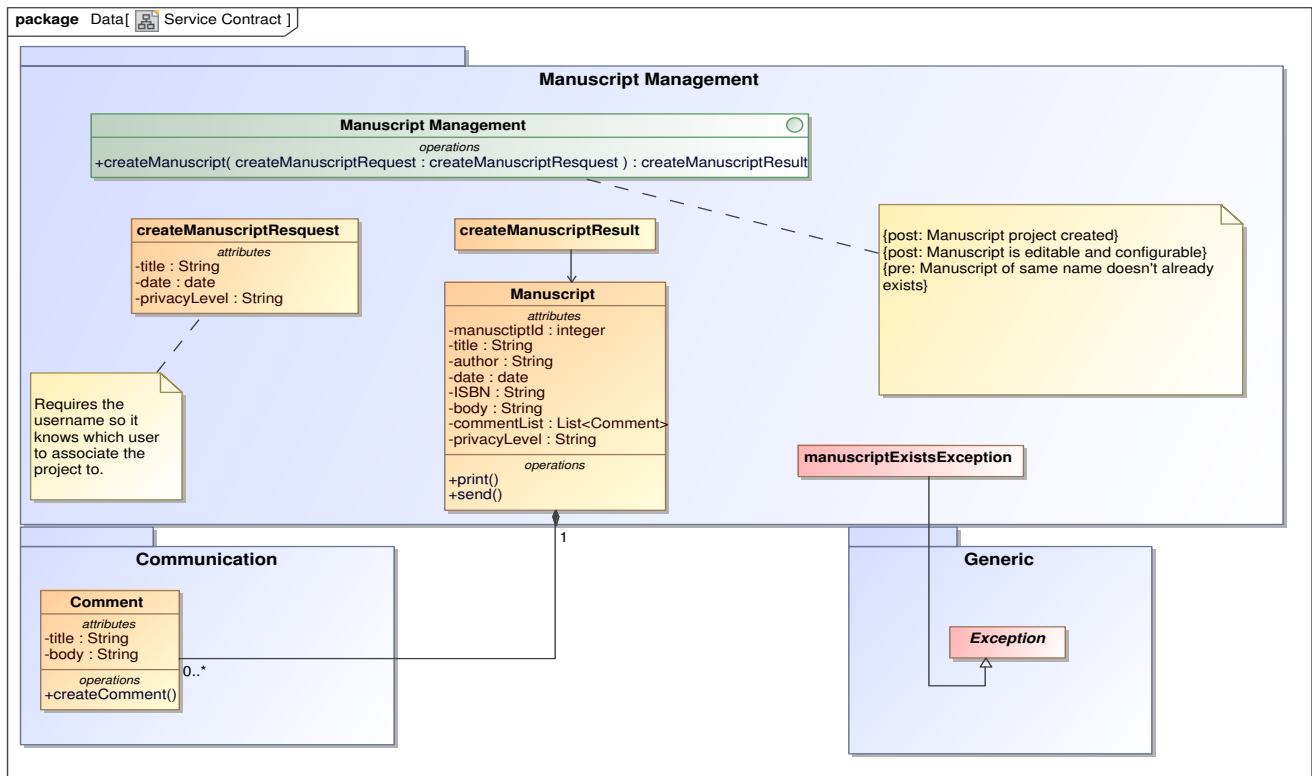 package Data[ Service Contract ]
Manuscript Management
Manuscript Management
operations
+createManuscript( createManuscriptRequest : createManuscriptResquest ) : createManuscriptResult
createManuscriptResquest
attributes
-title : String
-date : date
-privacyLevel : String
createManuscriptResult
{post: Manuscript project created}
{post: Manuscript is editable and configurable}
{pre: Manuscript of same name doesn't already
exists}
Manuscript
attributes
-manusctiptId : integer
-title : String
-author : String
-date : date
-ISBN : String
-body : String
-commentList : List<Comment>
-privacyLevel : String
operations
+print()
+send()
Requires the
username so it
knows which user
to associate the
project to.
manuscriptExistsException
1
Communication
Comment
attributes
-title : String
-body : String
operations
+createComment()
0..*
Generic
Exception